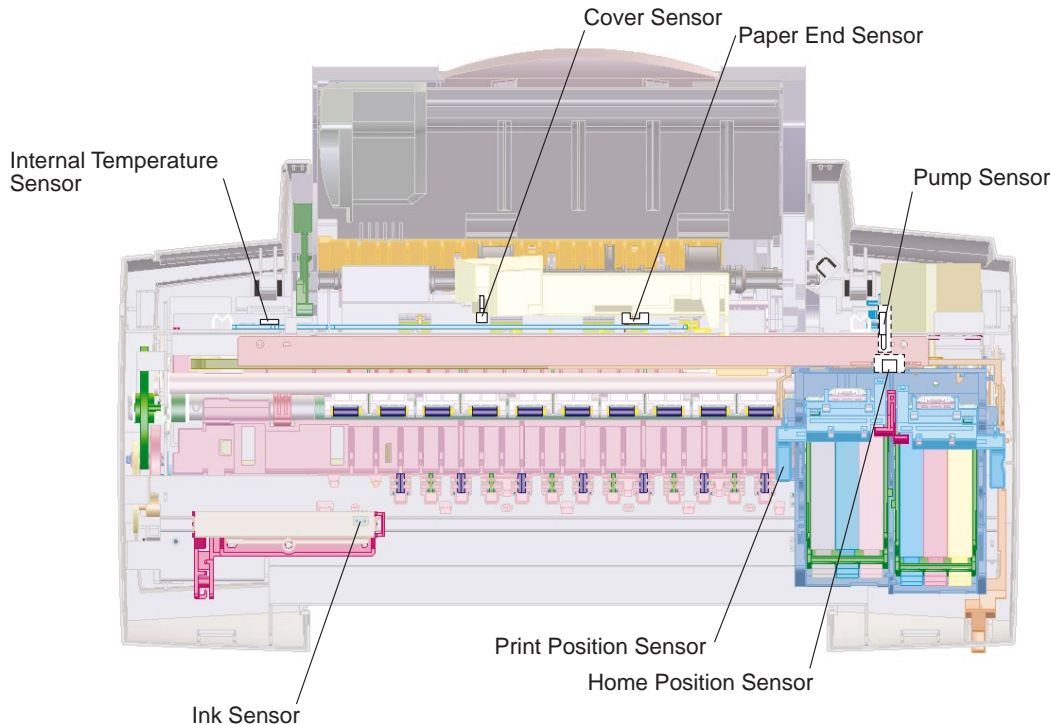 Cover Sensor
Paper End Sensor
Internal Temperature
Sensor
Pump Sensor
Print Position Sensor
Home Position Sensor
Ink Sensor